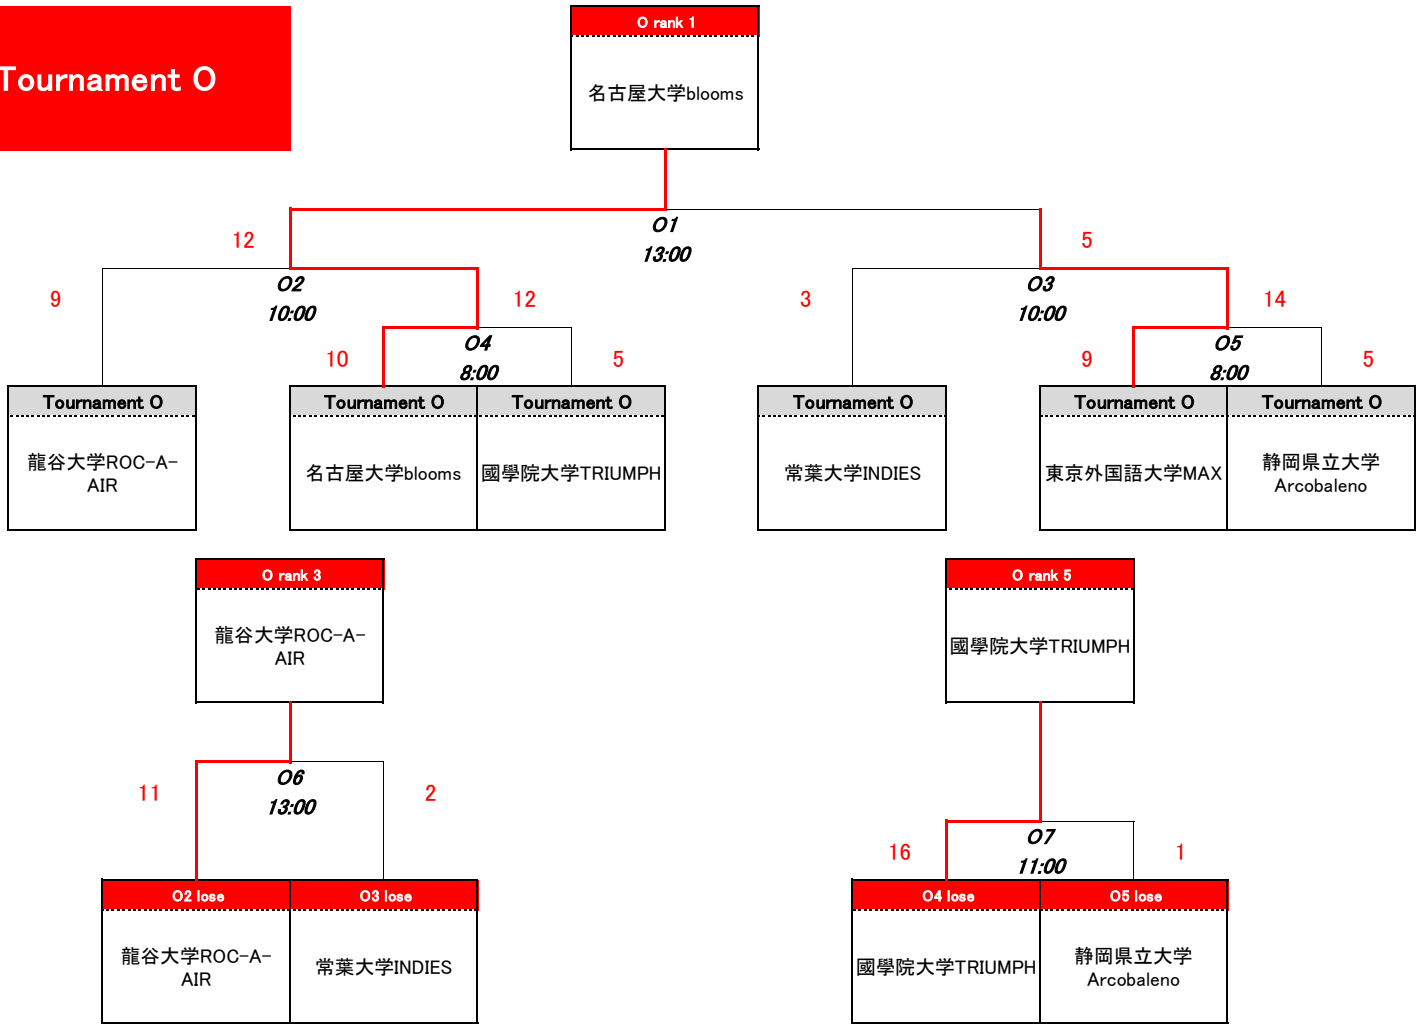 O rank 1
Tournament O
名古屋大学blooms
O1
12
5
13:00
O2
O3
9
12
3
14
10:00
10:00
O4
O5
10
5
9
5
8:00
8:00
Tournament O
Tournament O
Tournament O
Tournament O
Tournament O
Tournament O
龍谷大学ROC-A-
AIR
名古屋大学blooms
國學院大学TRIUMPH
常葉大学INDIES
東京外国語大学MAX
静岡県立大学
Arcobaleno
O rank 3
O rank 5
龍谷大学ROC-A-
AIR
國學院大学TRIUMPH
O6
11
2
13:00
O7
16
1
11:00
O2 lose
O3 lose
O4 lose
O5 lose
龍谷大学ROC-A-
AIR
常葉大学INDIES
國學院大学TRIUMPH
静岡県立大学
Arcobaleno